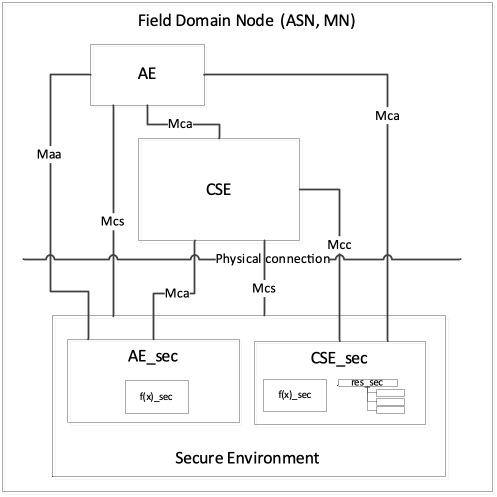 Field Domain Node (ASN, MN)
AE
Mca
Mca
Maa
CSE
Mcs
Mcc
Physical connection
Mca
Mcs
AE_sec
CSE_sec
f(x)_sec
f(x)_sec
res_sec
Secure Environment